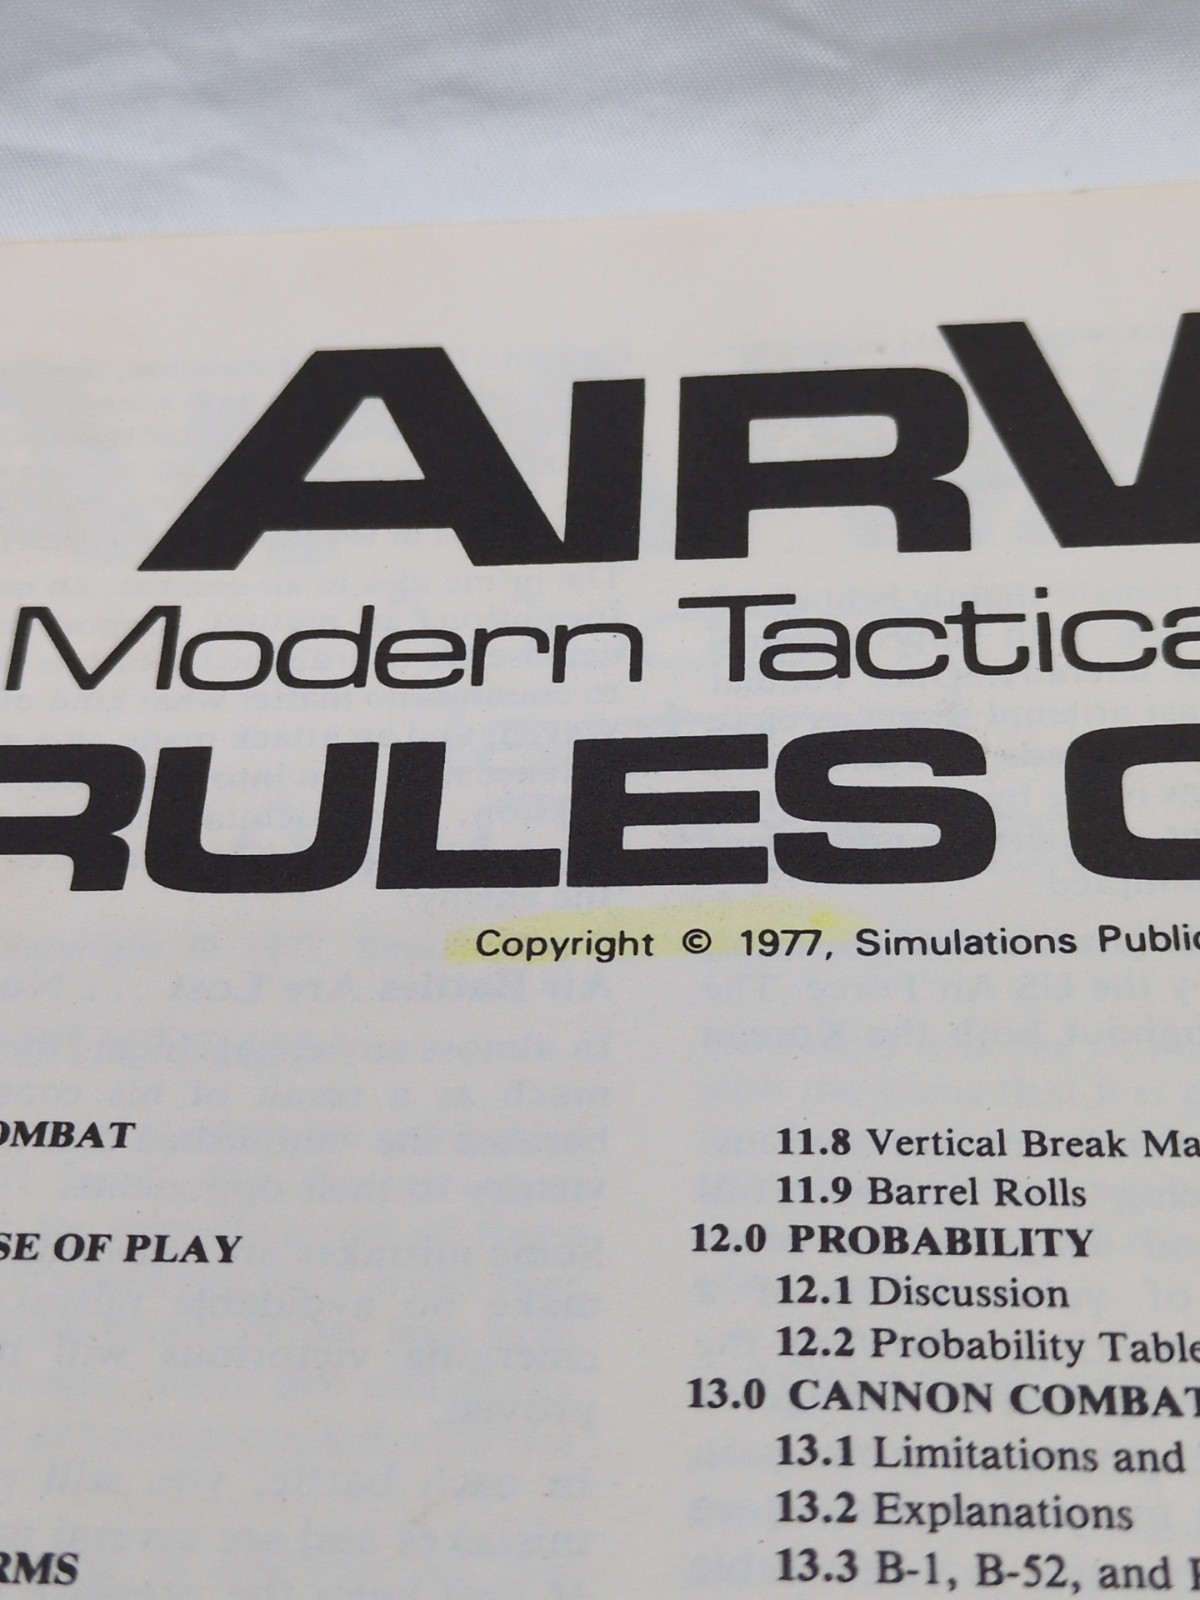 AIRW
Modern Tactica
RULES C
Copyright © 1977, Simulations Public
OMBAT
SE OF PLAY
RMS
11.8 Vertical Break Ma
11.9 Barrel Rolls
12.0 PROBABILITY
12.1 Discussion
12.2 Probability Table
13.0 CANNON COMBAT
13.1 Limitations and
13.2 Explanations
13.3 B-1, B-52, and